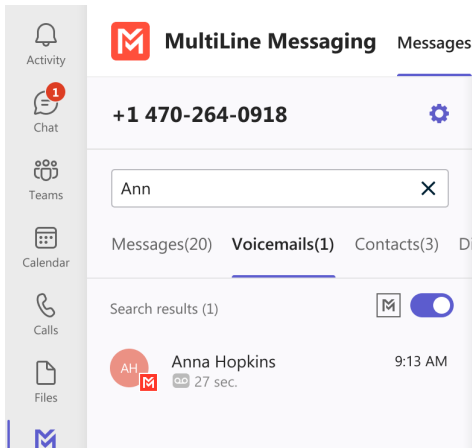 Activity
1
Chat
Teams
Calendar
Calls
Files
MultiLine Messaging Messages
+1 470-264-0918
Ann
Messages(20) Voicemails(1) Contacts(3) Di
Search results (1)
AH Anna Hopkins 9:13 AM
27 sec.